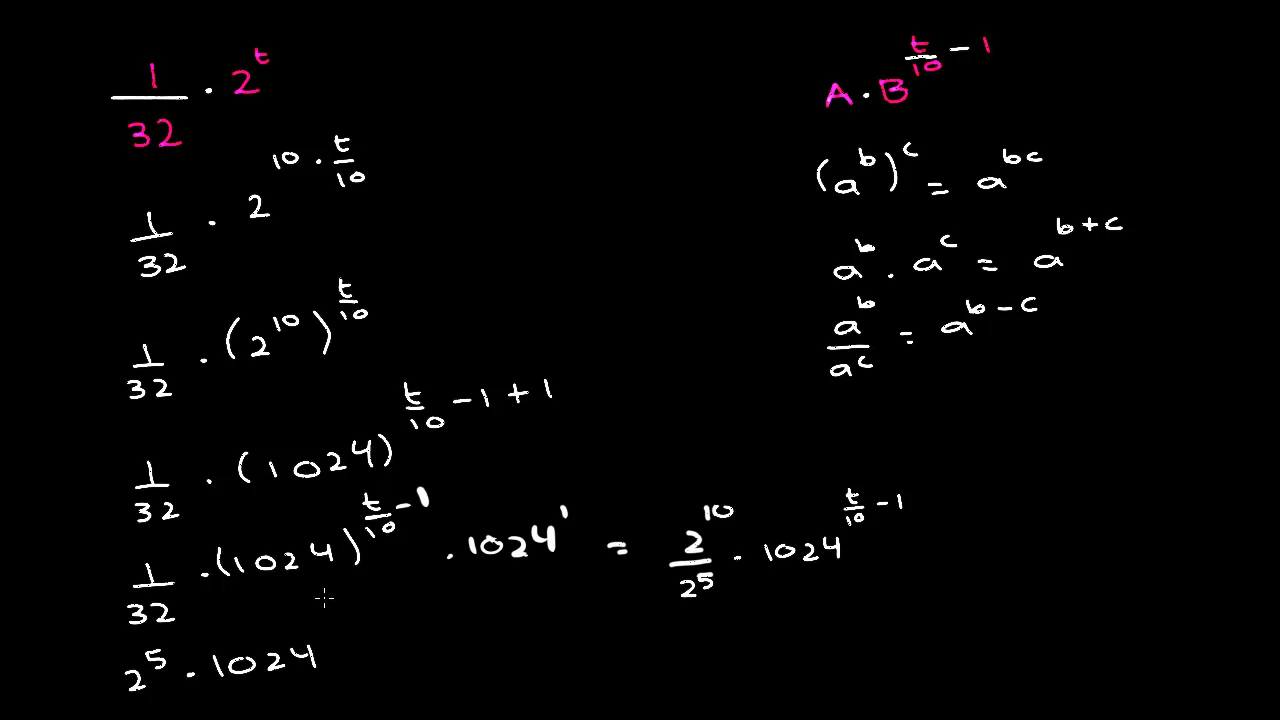 1/32 · 2^t
1/32 · 2^(10 · t/10)
1/32 · (2^10)^(t/10)
1/32 · (1024)^(t/10 - 1 + 1)
1/32 · (1024)^(t/10 - 1) · 1024^1 = 2^10/2^5 · 1024^(t/10 - 1)
2^5 · 1024
A · B^(t/10 - 1)
(a^b)^c = a^(bc)
a^b · a^c = a^(b+c)
a^b/a^c = a^(b-c)